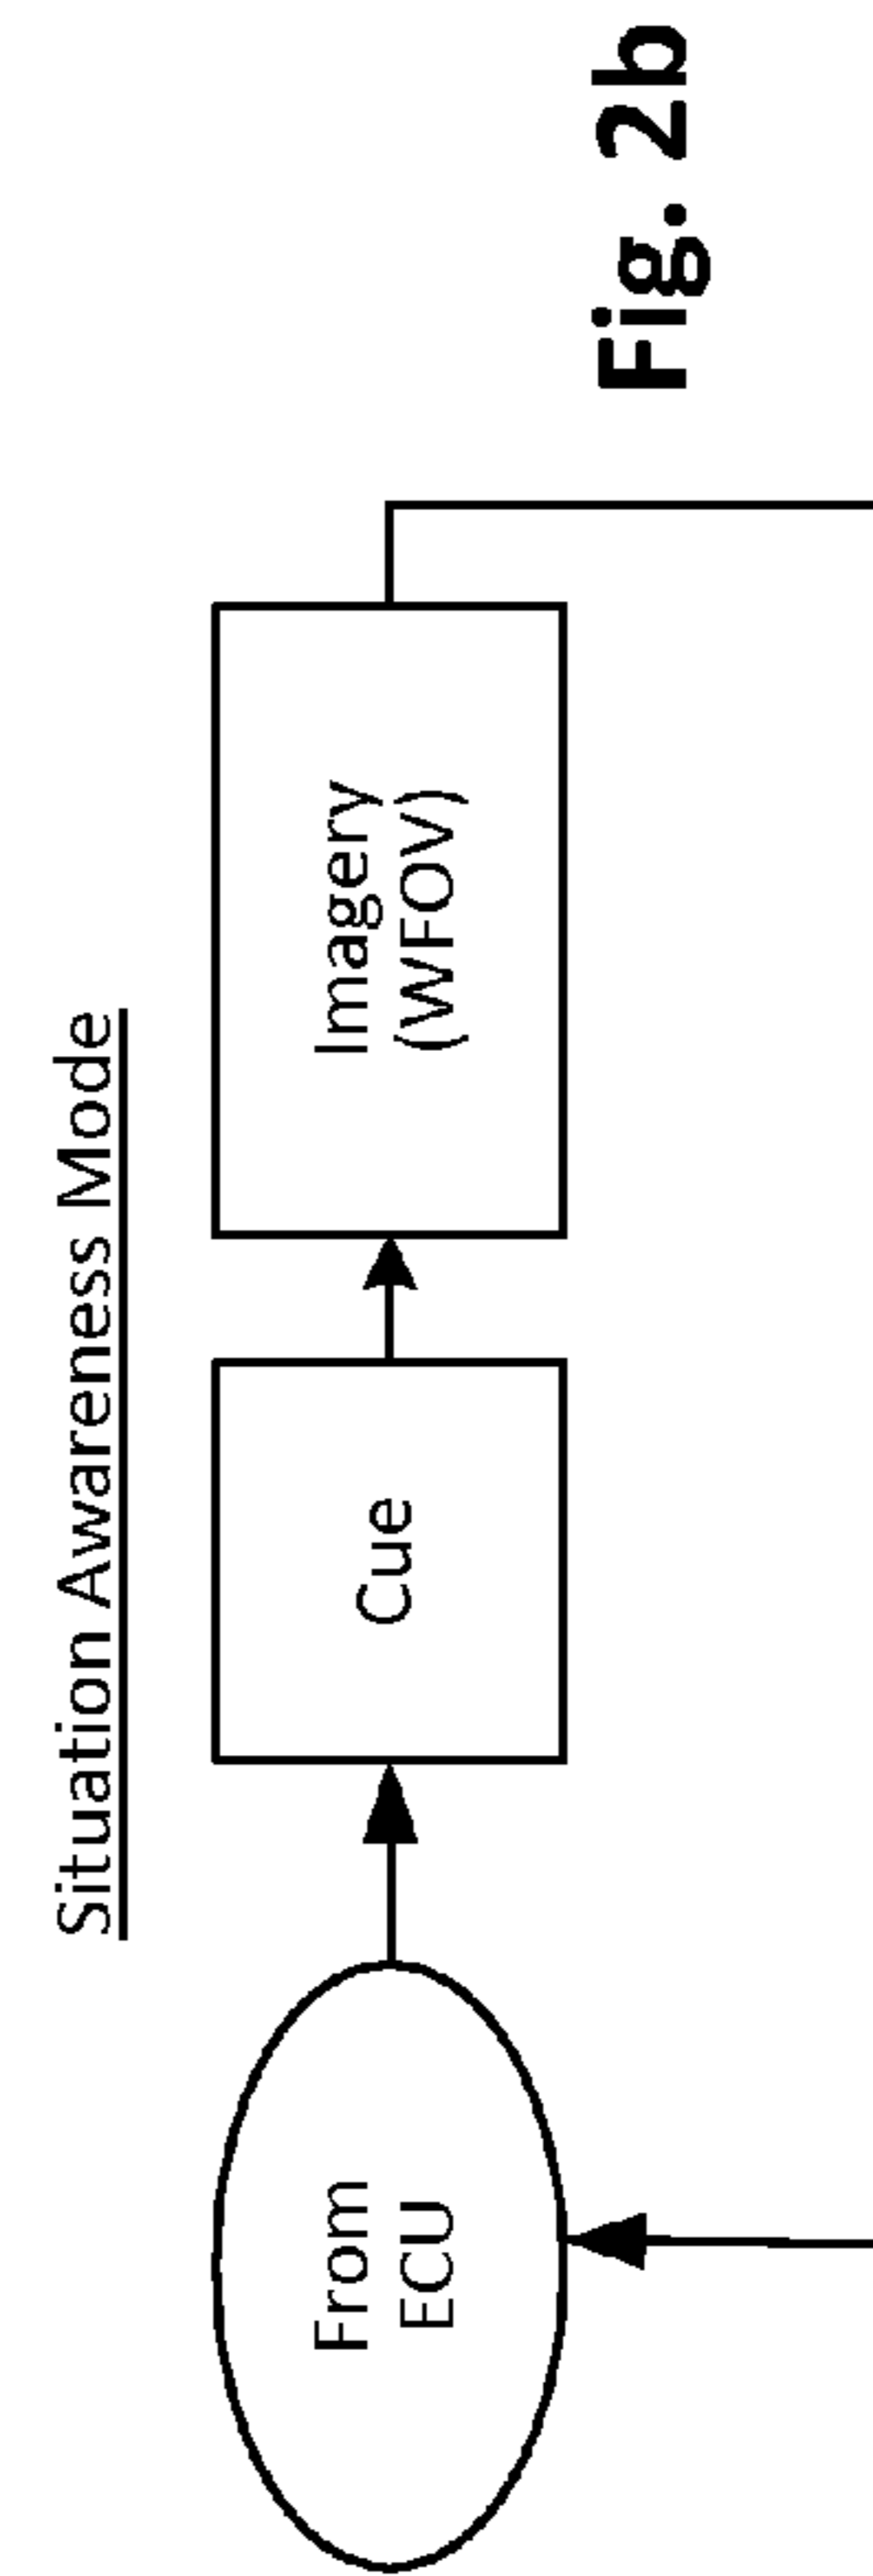 Situation Awareness Mode
From
ECU
Cue
Imagery
(WFOV)
Fig. 2b